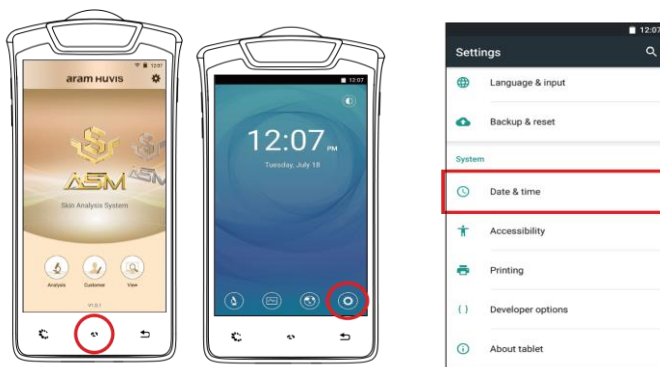 12:07
aram HUVIS
ASM
ASM
Skin Analysis System
Analysis
Customer
View
12:07
12:07 PM
Tuesday, July 18
12:07
Settings
Language & input
Backup & reset
System
Date & time
Accessibility
Printing
{ }
Developer options
About tablet